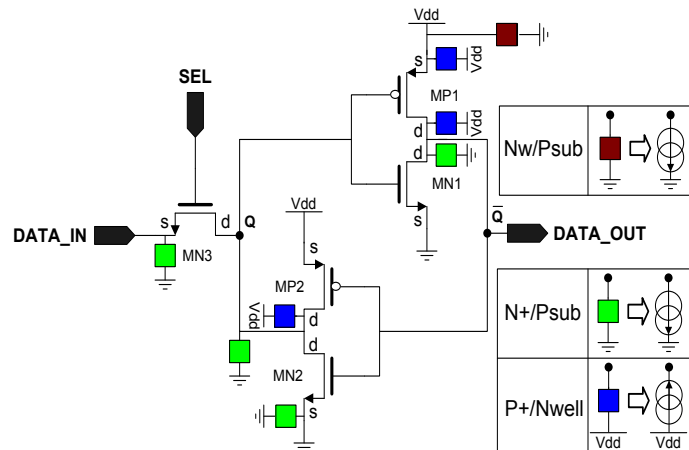 Vdd
s
Vdd
SEL
MP1
d
Vdd
d
MN1
s
Nw/Psub
s
d
Q
DATA_IN
MN3
Vdd
s
Q
DATA_OUT
MP2
Vdd
d
d
MN2
s
N+/Psub
P+/Nwell
Vdd
Vdd